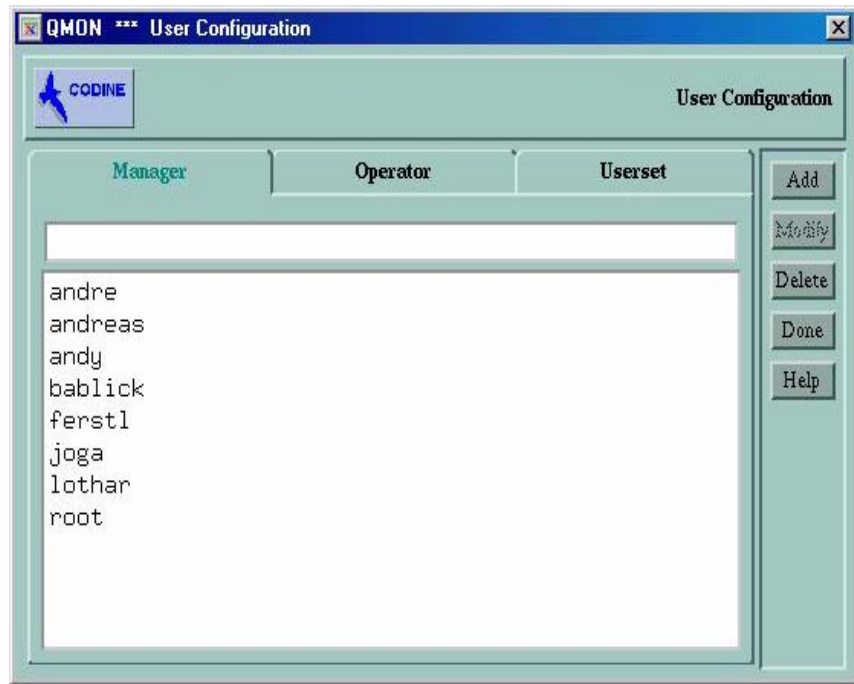 QMON *** User Configuration
CODINE
User Configuration
Manager Operator Userset
Add
Modify
Delete
Done
Help
andre
andreas
andy
bablick
ferstl
joga
lothar
root